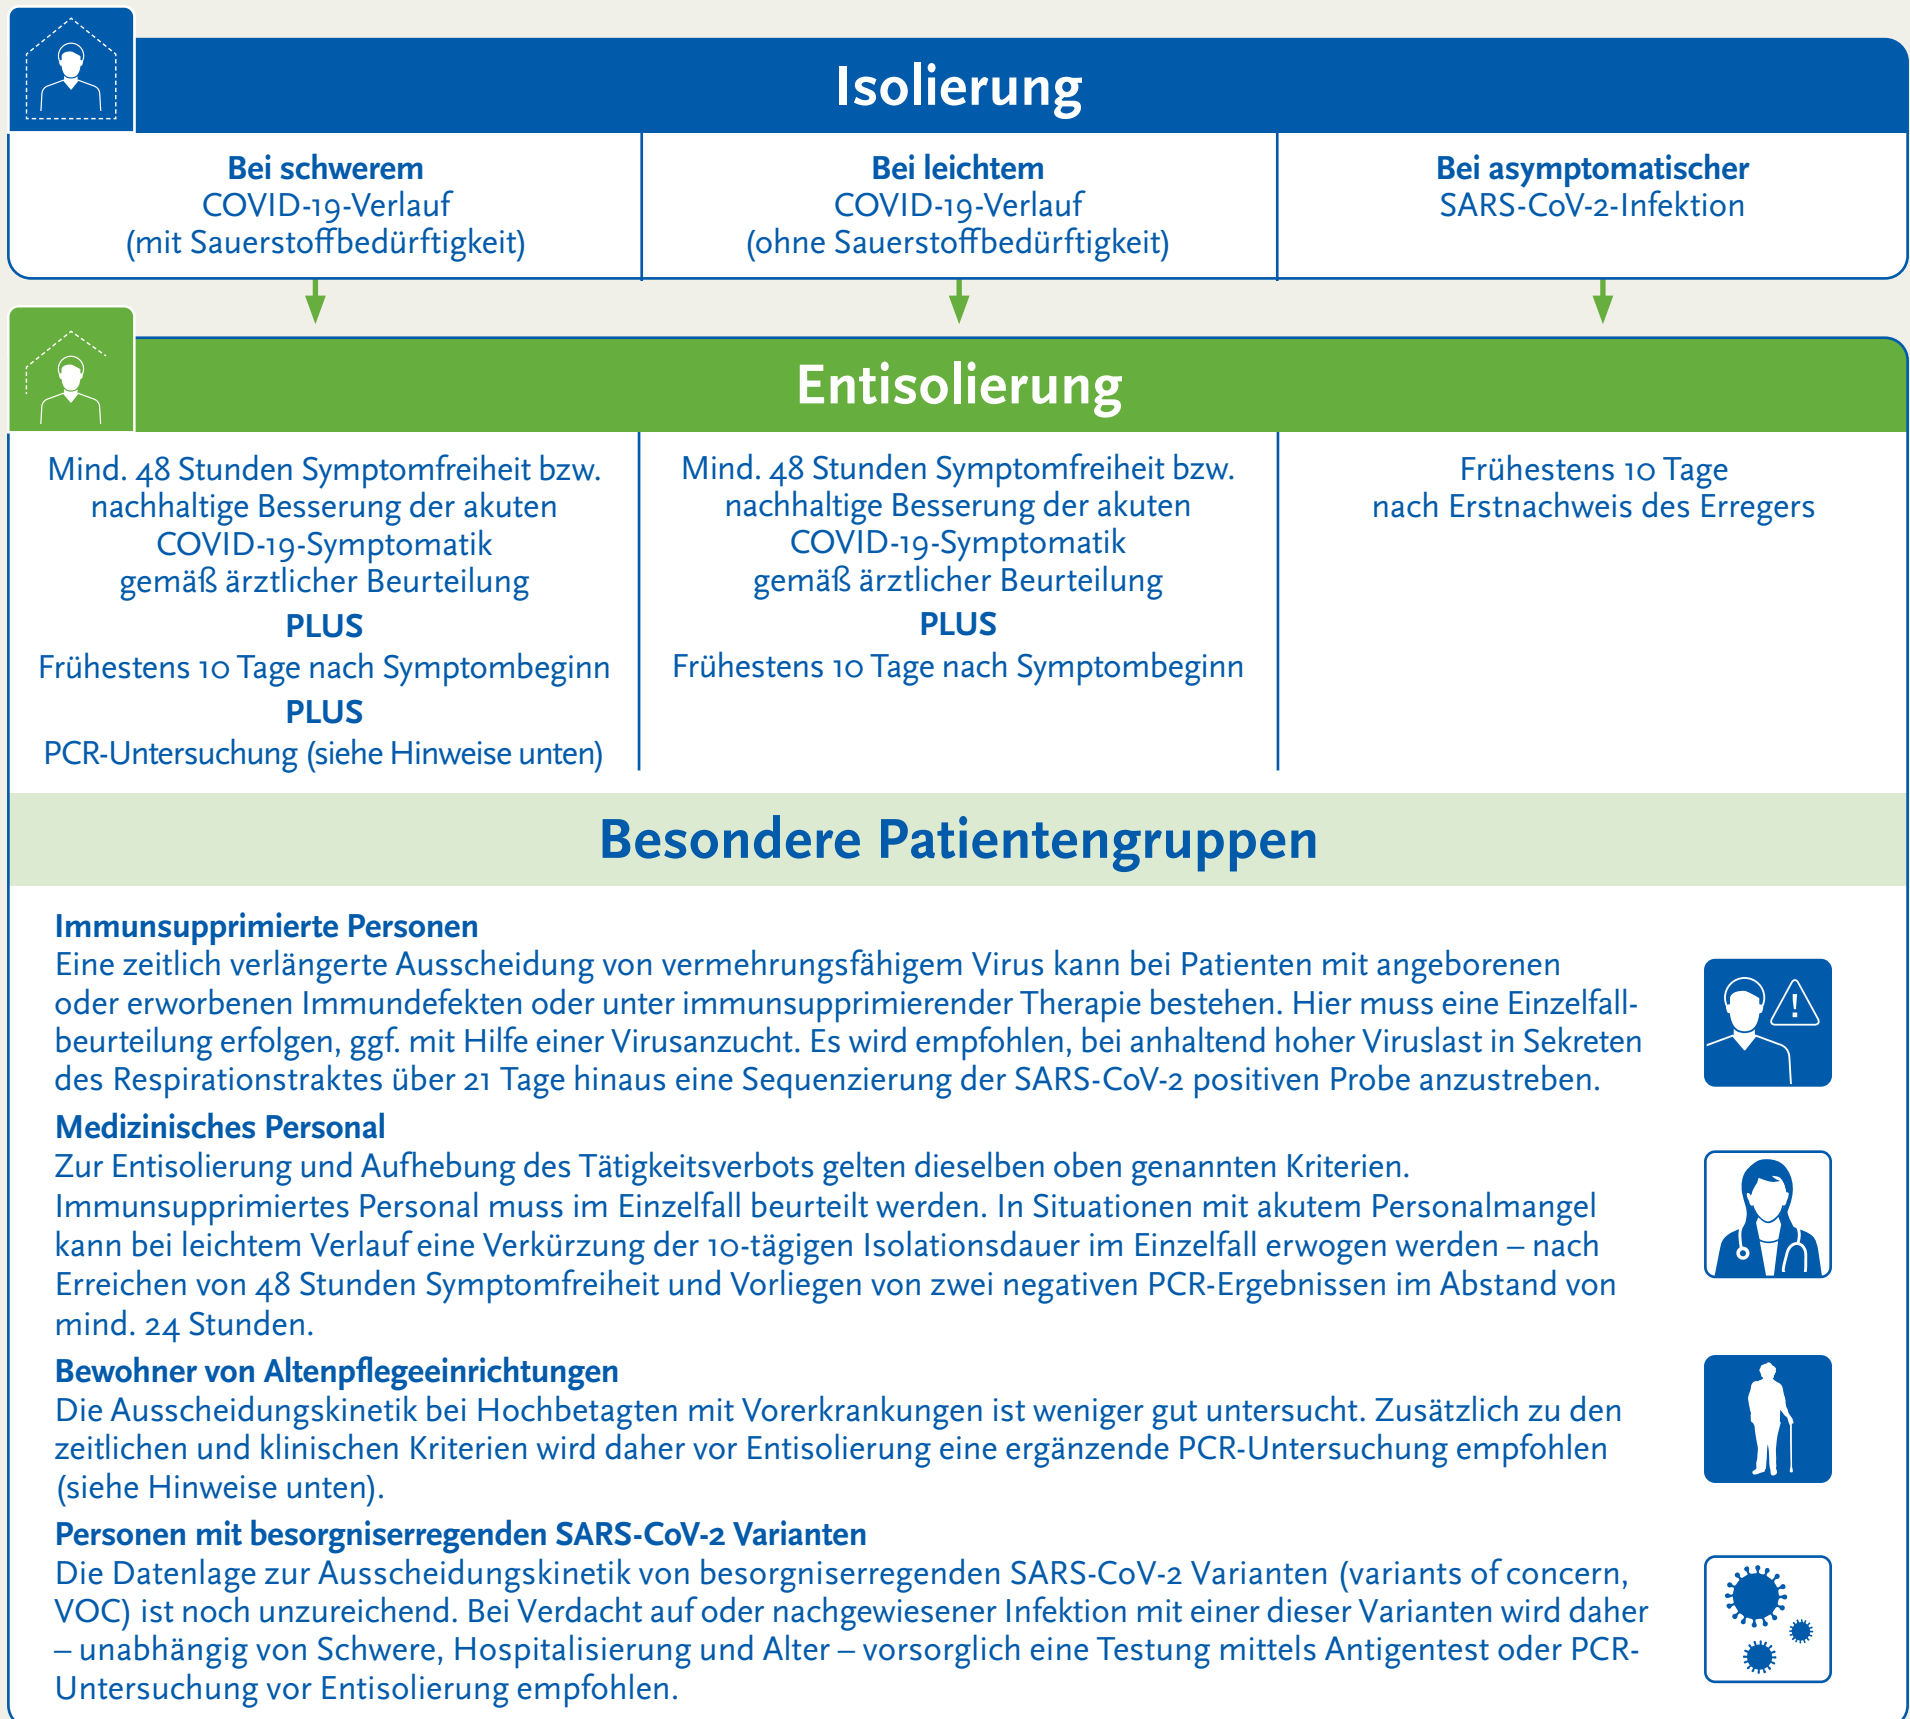 Isolierung
Bei schwerem
COVID-19-Verlauf
(mit Sauerstoffbedürftigkeit)
Bei leichtem
COVID-19-Verlauf
(ohne Sauerstoffbedürftigkeit)
Bei asymptomatischer
SARS-CoV-2-Infektion
Entisolierung
Mind. 48 Stunden Symptomfreiheit bzw.
nachhaltige Besserung der akuten
COVID-19-Symptomatik
gemäß ärztlicher Beurteilung
PLUS
Frühestens 10 Tage nach Symptombeginn
PLUS
PCR-Untersuchung (siehe Hinweise unten)
Mind. 48 Stunden Symptomfreiheit bzw.
nachhaltige Besserung der akuten
COVID-19-Symptomatik
gemäß ärztlicher Beurteilung
PLUS
Frühestens 10 Tage nach Symptombeginn
Frühestens 10 Tage
nach Erstnachweis des Erregers
Besondere Patientengruppen
Immunsupprimierte Personen
Eine zeitlich verlängerte Ausscheidung von vermehrungsfähigem Virus kann bei Patienten mit angeborenen
oder erworbenen Immundefekten oder unter immunsupprimierender Therapie bestehen. Hier muss eine Einzelfall-
beurteilung erfolgen, ggf. mit Hilfe einer Virusanzucht. Es wird empfohlen, bei anhaltend hoher Viruslast in Sekreten
des Respirationstraktes über 21 Tage hinaus eine Sequenzierung der SARS-CoV-2 positiven Probe anzustreben.
!
Medizinisches Personal
Zur Entisolierung und Aufhebung des Tätigkeitsverbots gelten dieselben oben genannten Kriterien.
Immunsupprimiertes Personal muss im Einzelfall beurteilt werden. In Situationen mit akutem Personalmangel
kann bei leichtem Verlauf eine Verkürzung der 10-tägigen Isolationsdauer im Einzelfall erwogen werden – nach
Erreichen von 48 Stunden Symptomfreiheit und Vorliegen von zwei negativen PCR-Ergebnissen im Abstand von
mind. 24 Stunden.
Bewohner von Altenpflegeeinrichtungen
Die Ausscheidungskinetik bei Hochbetagten mit Vorerkrankungen ist weniger gut untersucht. Zusätzlich zu den
zeitlichen und klinischen Kriterien wird daher vor Entisolierung eine ergänzende PCR-Untersuchung empfohlen
(siehe Hinweise unten).
Personen mit besorgniserregenden SARS-CoV-2 Varianten
Die Datenlage zur Ausscheidungskinetik von besorgniserregenden SARS-CoV-2 Varianten (variants of concern,
VOC) ist noch unzureichend. Bei Verdacht auf oder nachgewiesener Infektion mit einer dieser Varianten wird daher
– unabhängig von Schwere, Hospitalisierung und Alter – vorsorglich eine Testung mittels Antigentest oder PCR-
Untersuchung vor Entisolierung empfohlen.